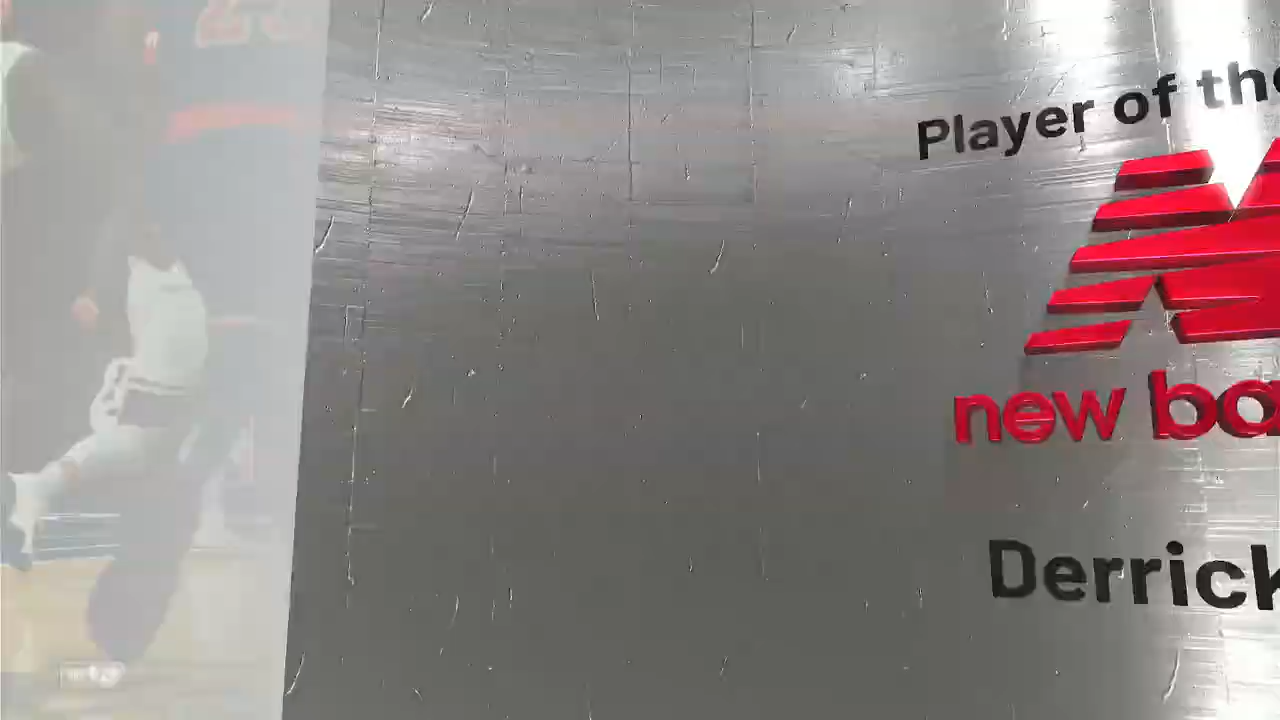 Player of the
new ba
Derrick